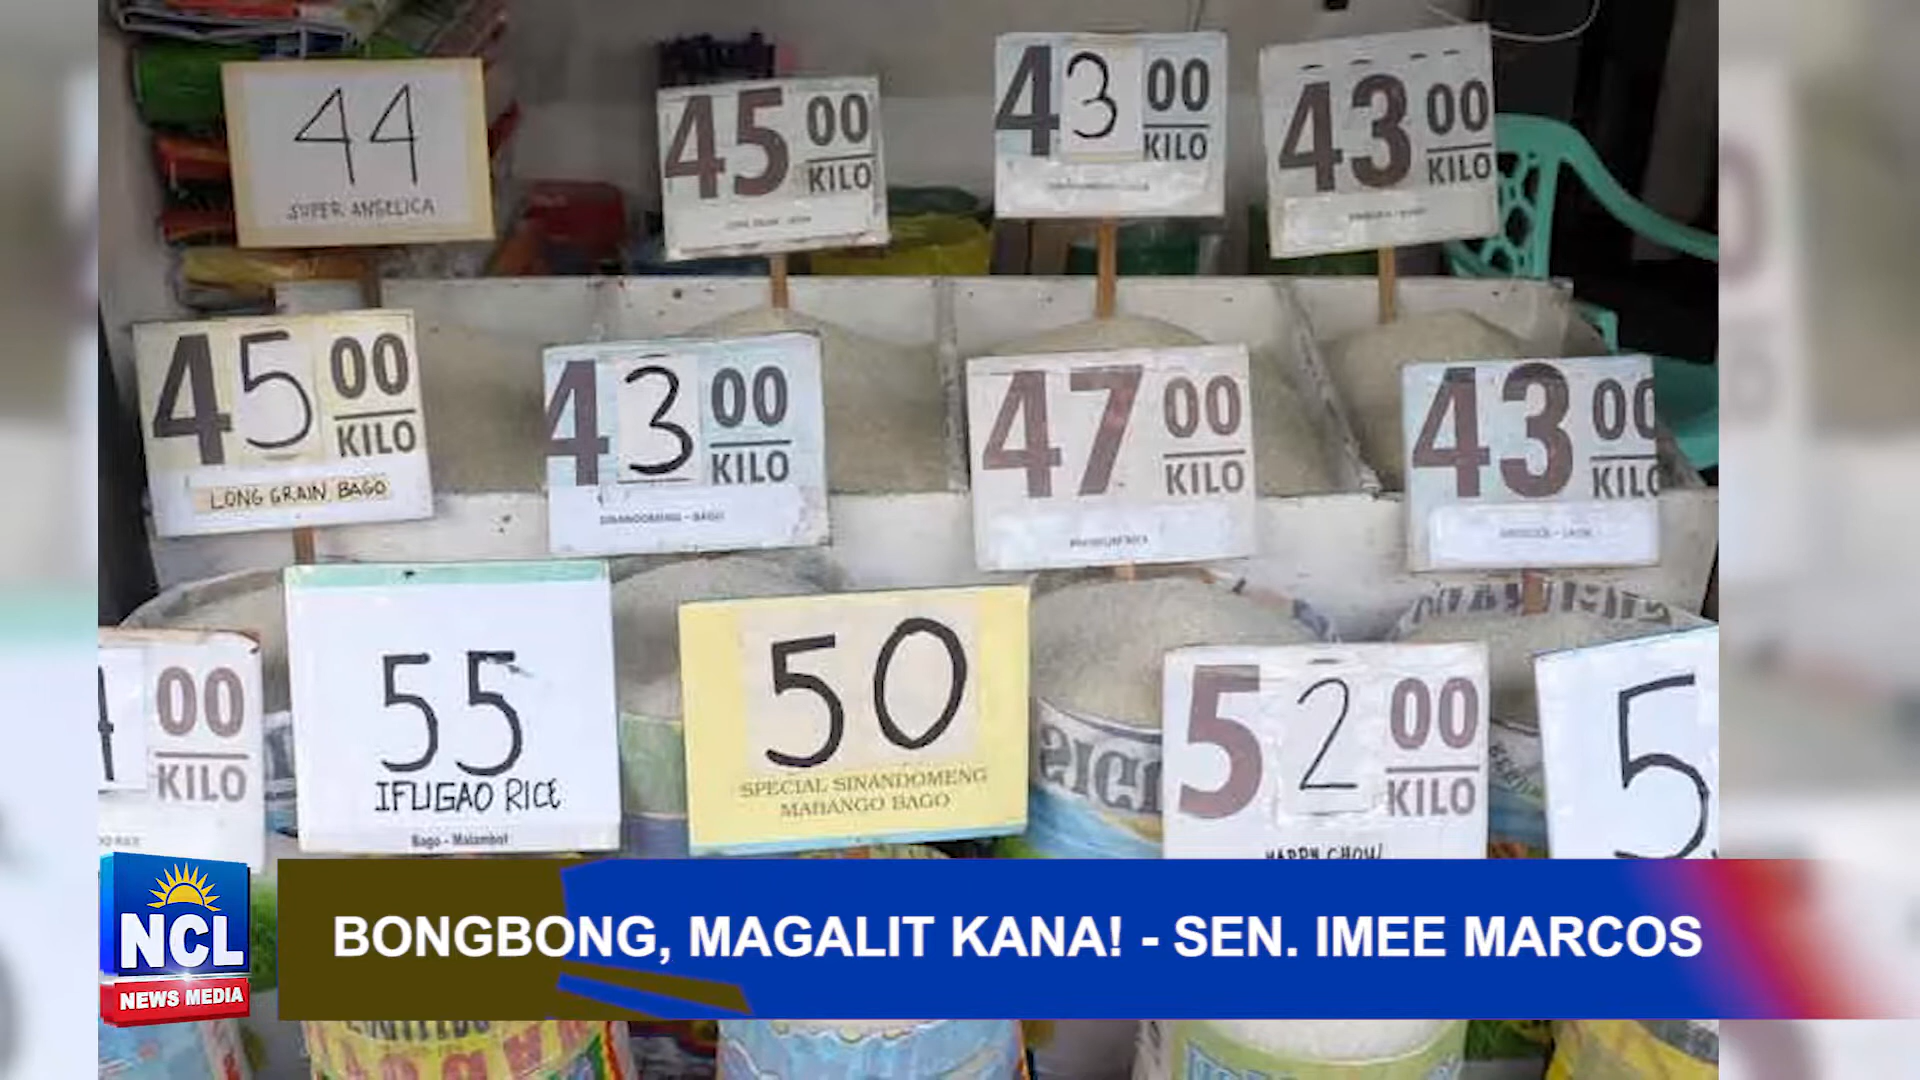 44
SUPER ANGELICA
45 00
KILO
43 00
KILO
43 00
KILO
45 00
KILO
LONG GRAIN BAGO
43 00
KILO
SINANDOMENG - BAGO
47 00
KILO
43 00
KILO
00
KILO
55
IFUGAO RICE
Bago - Malambot
50
SPECIAL SINANDOMENG
MABANGO BAGO
52 00
KILO
5
NCL
NEWS MEDIA
BONGBONG, MAGALIT KANA! - SEN. IMEE MARCOS